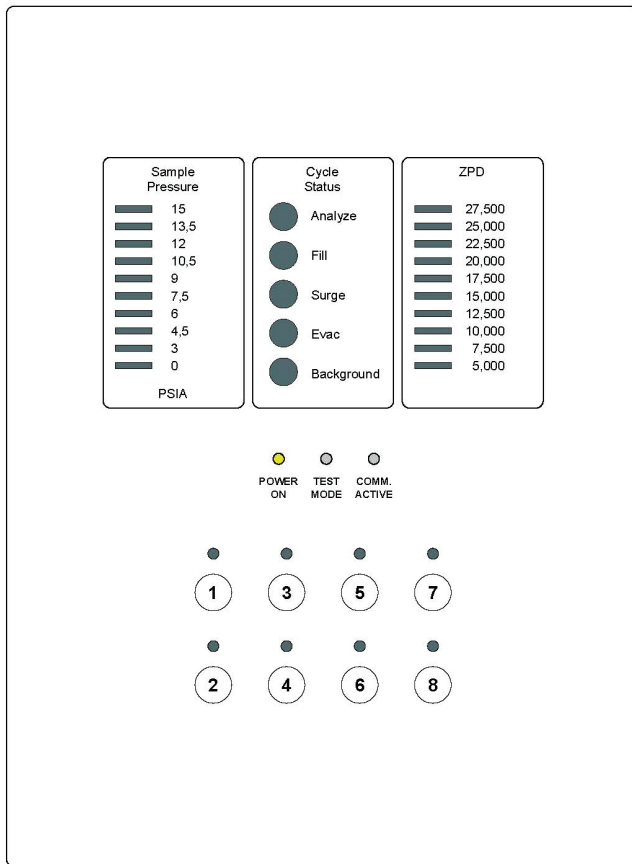 Sample
Pressure
15
13,5
12
10,5
9
7,5
6
4,5
3
0
PSIA
Cycle
Status
Analyze
Fill
Surge
Evac
Background
ZPD
27,500
25,000
22,500
20,000
17,500
15,000
12,500
10,000
7,500
5,000
POWER
ON
TEST
MODE
COMM.
ACTIVE
1 3 5 7
2 4 6 8